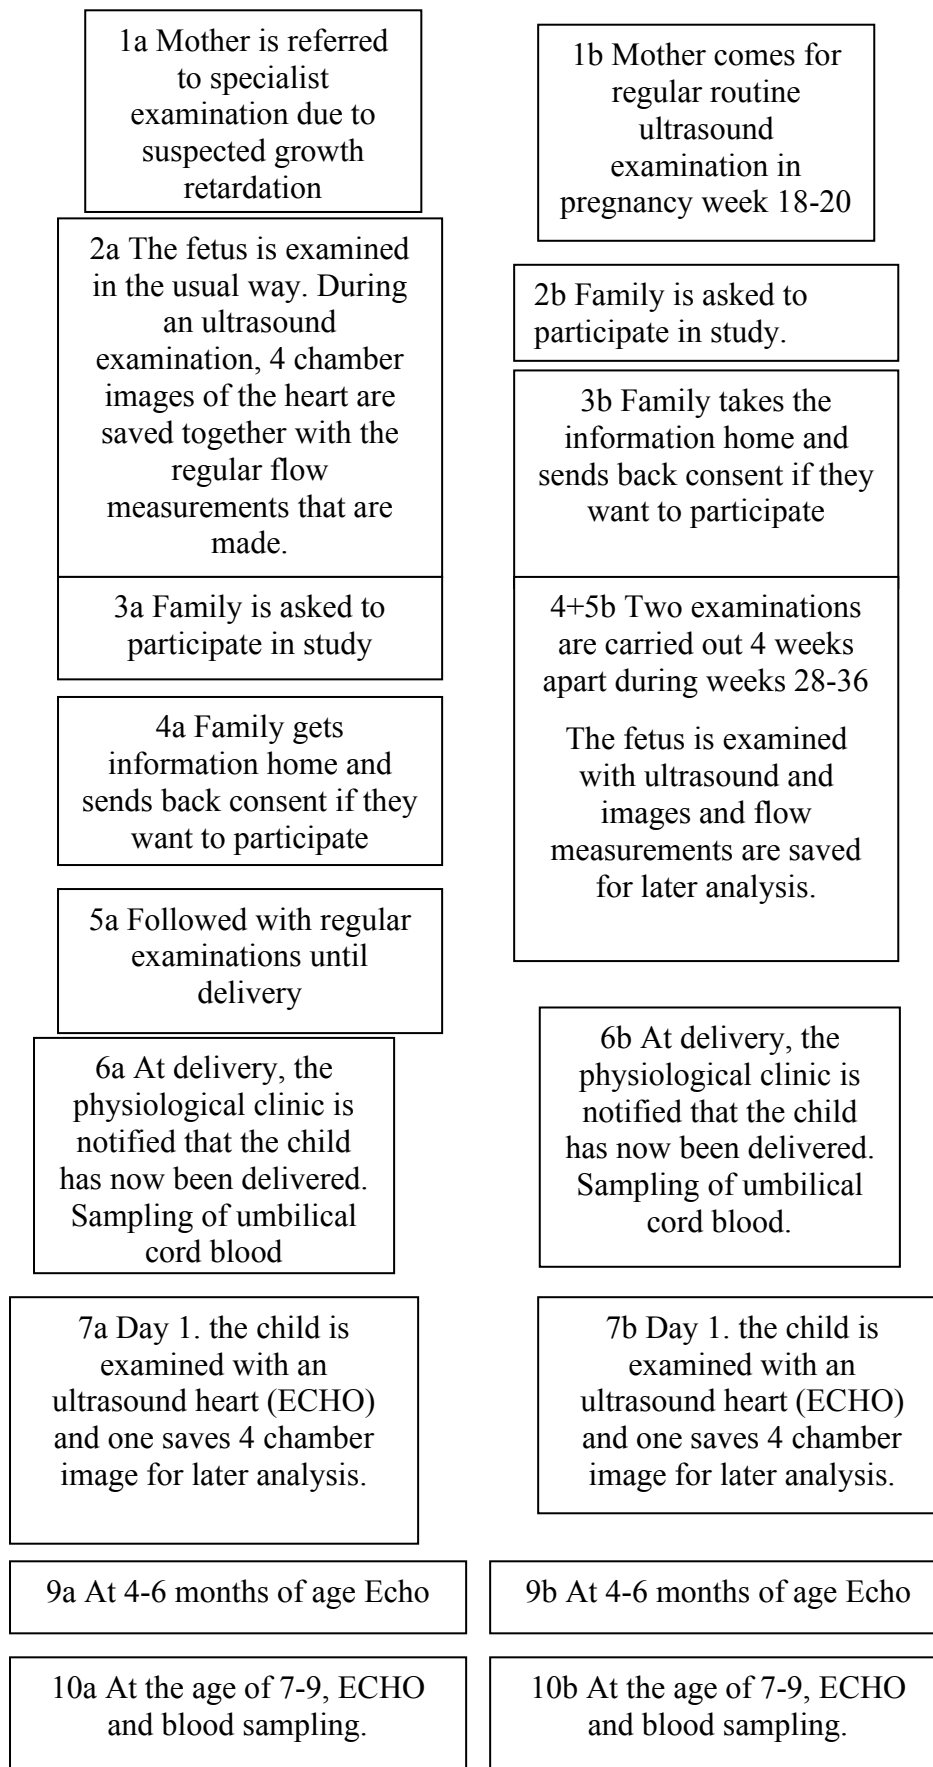 1a Mother is referred
to specialist
examination due to
suspected growth
retardation
1b Mother comes for
regular routine
ultrasound
examination in
pregnancy week 18-20
2a The fetus is examined
in the usual way. During
an ultrasound
examination, 4 chamber
images of the heart are
saved together with the
regular flow
measurements that are
made.
2b Family is asked to
participate in study.
3b Family takes the
information home and
sends back consent if they
want to participate
3a Family is asked to
participate in study
4+5b Two examinations
are carried out 4 weeks
apart during weeks 28-36
The fetus is examined
with ultrasound and
images and flow
measurements are saved
for later analysis.
4a Family gets
information home and
sends back consent if they
want to participate
5a Followed with regular
examinations until
delivery
6a At delivery, the
physiological clinic is
notified that the child
has now been delivered.
Sampling of umbilical
cord blood
6b At delivery, the
physiological clinic is
notified that the child
has now been delivered.
Sampling of umbilical
cord blood.
7a Day 1. the child is
examined with an
ultrasound heart (ECHO)
and one saves 4 chamber
image for later analysis.
7b Day 1. the child is
examined with an
ultrasound heart (ECHO)
and one saves 4 chamber
image for later analysis.
9a At 4-6 months of age Echo
9b At 4-6 months of age Echo
10a At the age of 7-9, ECHO
and blood sampling.
10b At the age of 7-9, ECHO
and blood sampling.